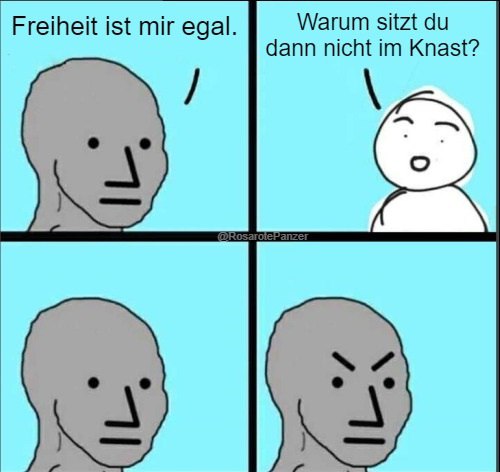 Freiheit ist mir egal.
Warum sitzt du
dann nicht im Knast?
@RosarotePanzer